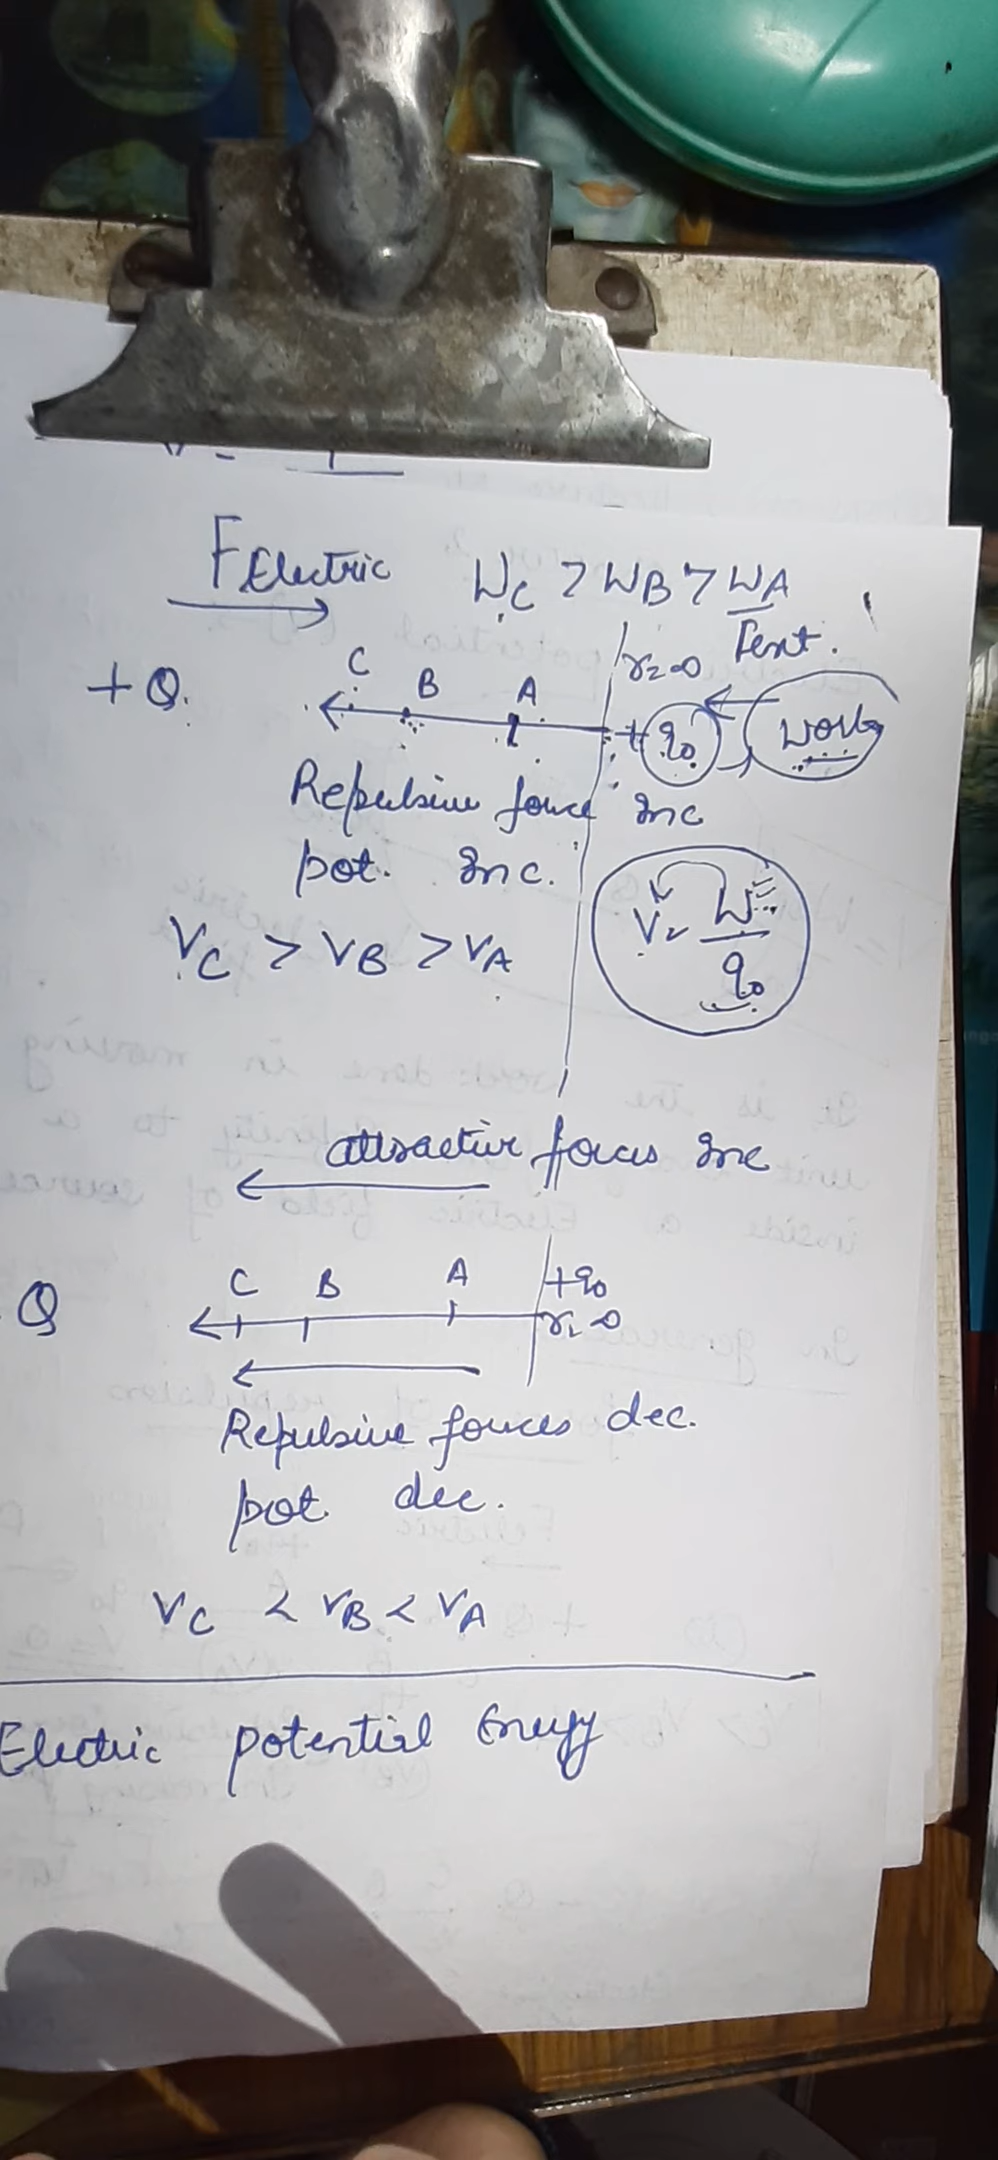 F Electric   W_C > W_B > W_A
Fext.
+Q.   C   B   A   r=∞   +q₀   work
Repulsive force Inc
pot. Inc.
V = W/q₀
V_C > V_B > V_A
attractive forces Inc
Q   C   B   A   +q₀
r=∞
Repulsive forces dec.
pot. dec.
V_C < V_B < V_A
Electric potential Energy